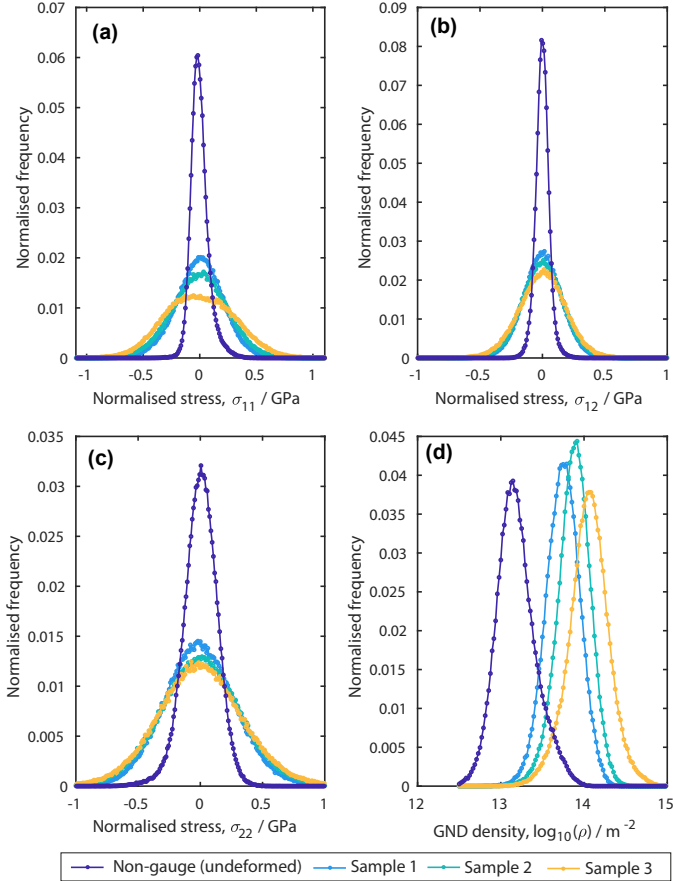 (a)
Normalised frequency
0.07
0.06
0.05
0.04
0.03
0.02
0.01
0
-1 -0.5 0 0.5 1
Normalised stress, σ11 / GPa
(b)
Normalised frequency
0.09
0.08
0.07
0.06
0.05
0.04
0.03
0.02
0.01
0
-1 -0.5 0 0.5 1
Normalised stress, σ12 / GPa
(c)
Normalised frequency
0.035
0.03
0.025
0.02
0.015
0.01
0.005
0
-1 -0.5 0 0.5 1
Normalised stress, σ22 / GPa
(d)
Normalised frequency
0.045
0.04
0.035
0.03
0.025
0.02
0.015
0.01
0.005
0
12 13 14 15
GND density, log10(ρ) / m-2
Non-gauge (undeformed) Sample 1 Sample 2 Sample 3